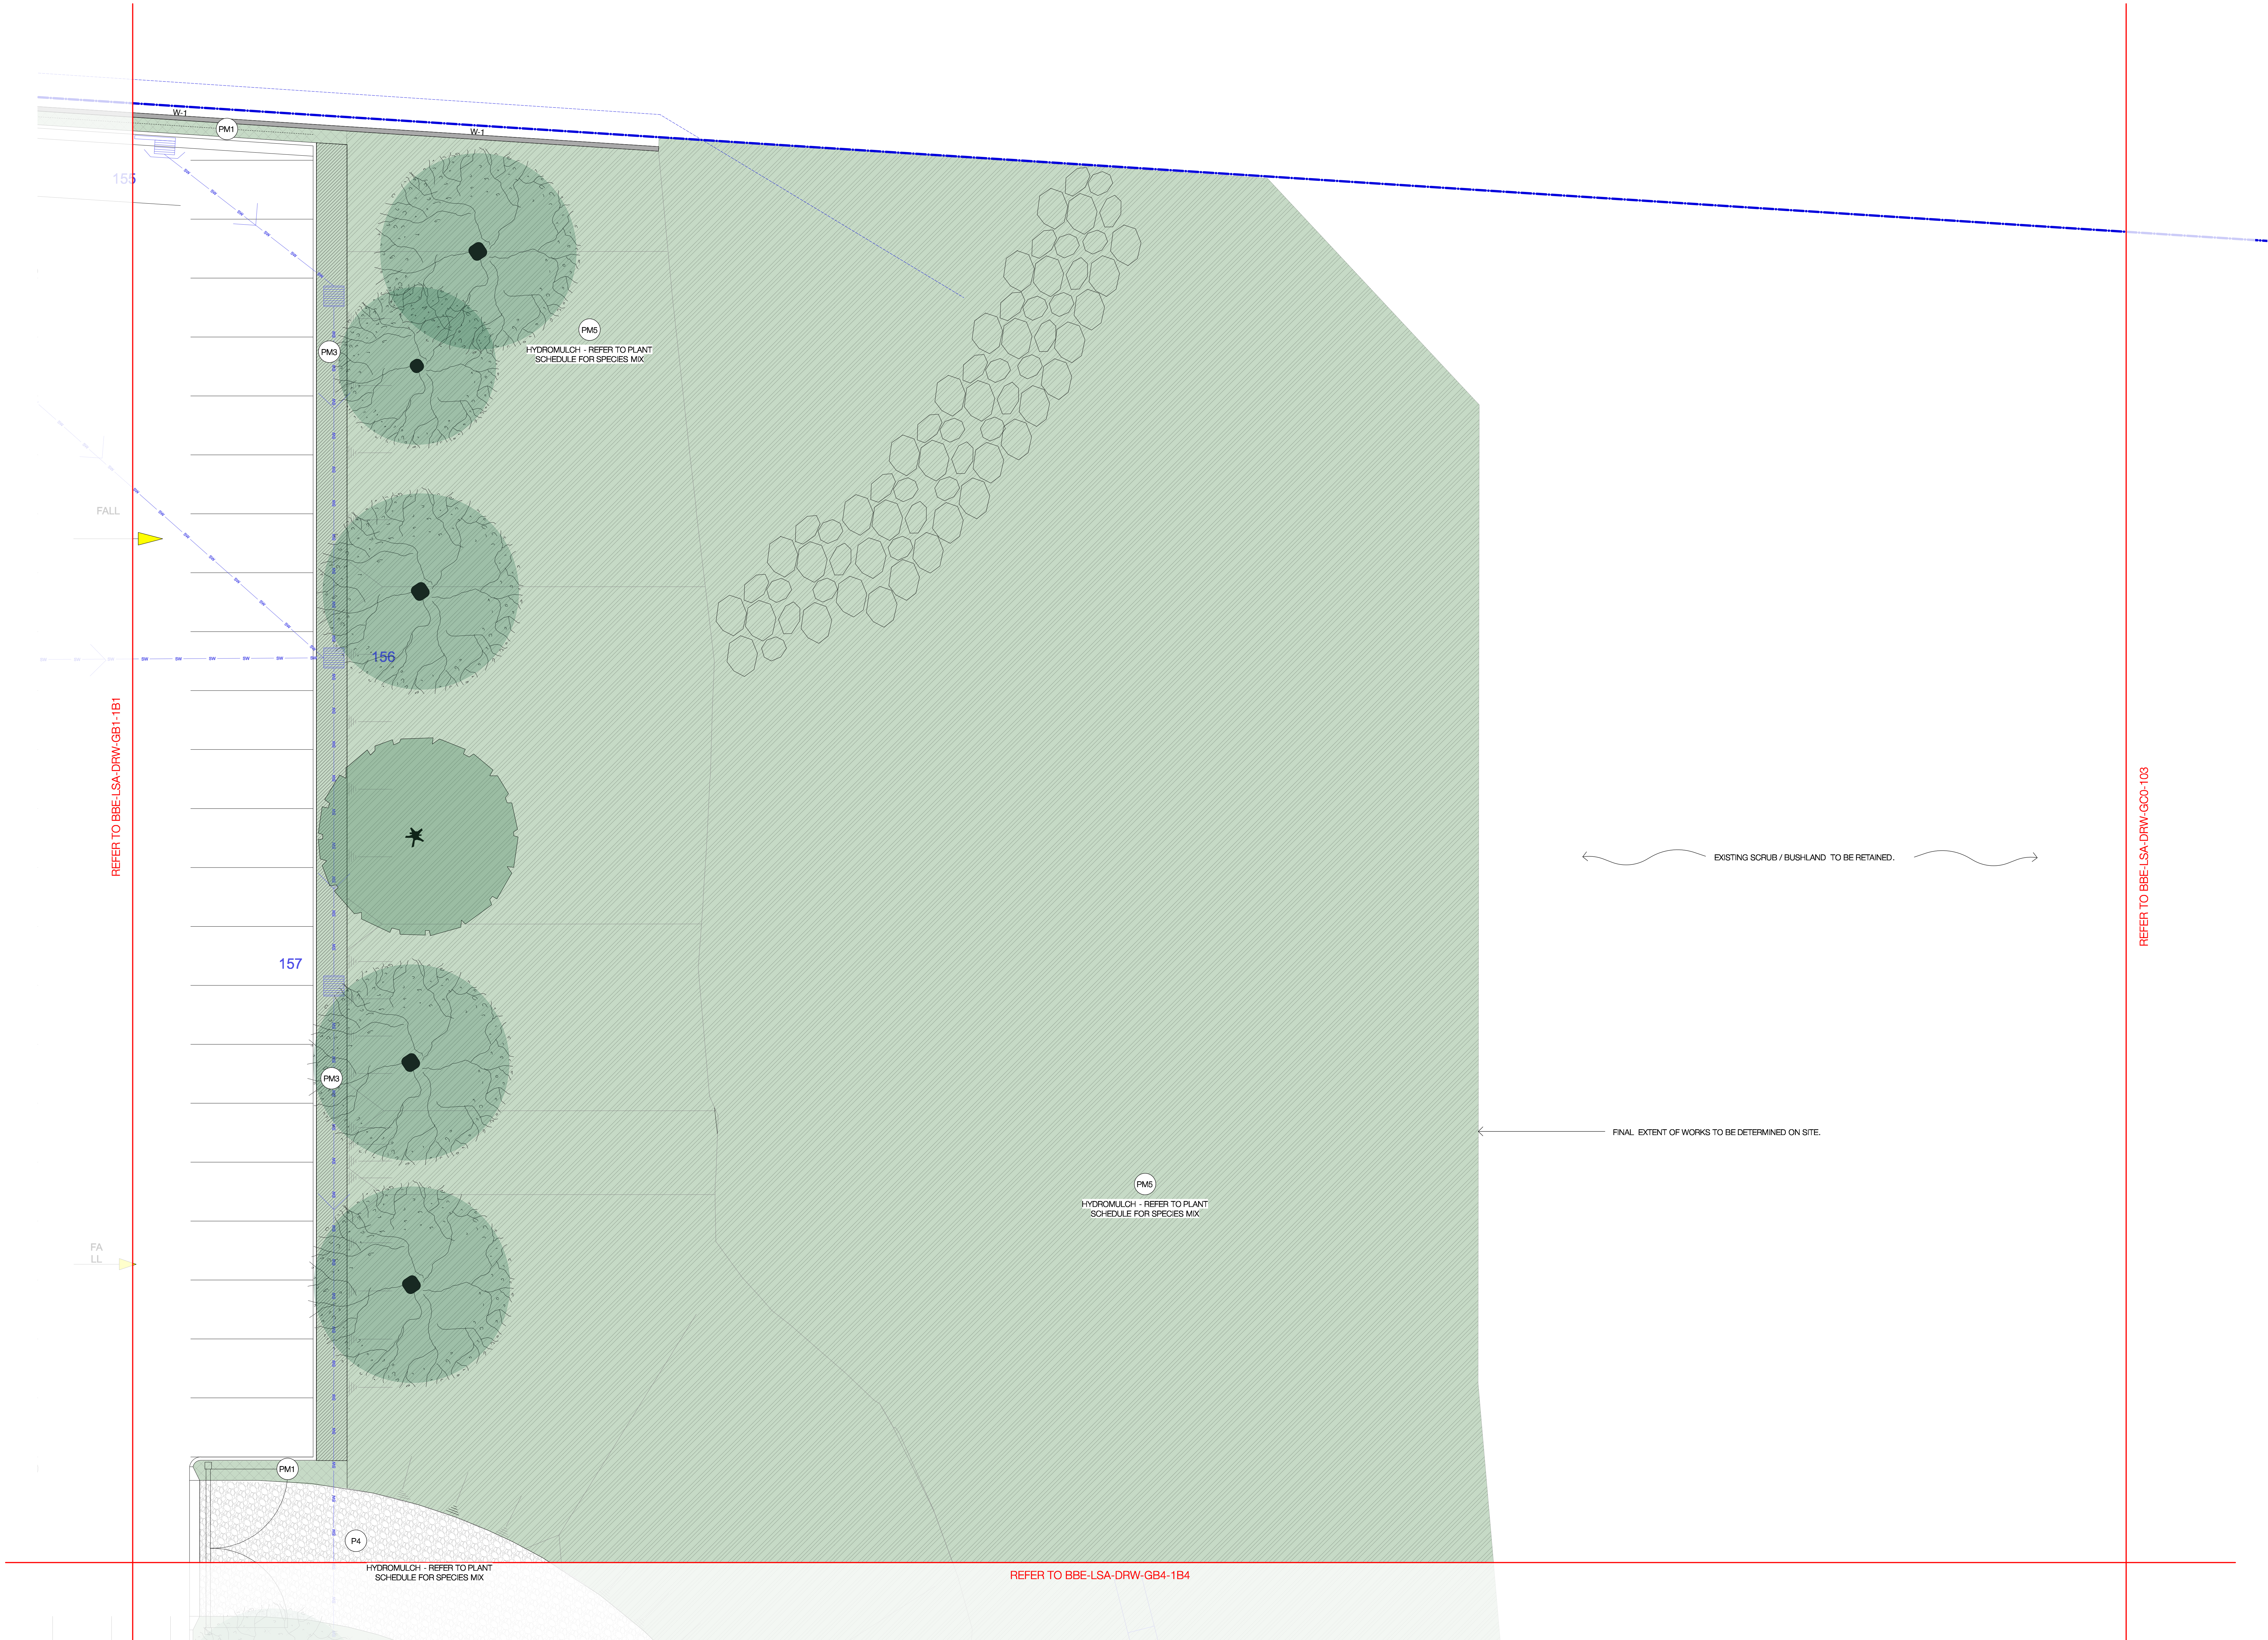 W-1
PM1
W-1
155
PM5
HYDROMULCH - REFER TO PLANT
SCHEDULE FOR SPECIES MIX
PM3
FALL
156
REFER TO BBE-LSA-DRW-GB1-1B1
REFER TO BBE-LSA-DRW-GC0-103
EXISTING SCRUB / BUSHLAND TO BE RETAINED.
157
PM3
FINAL EXTENT OF WORKS TO BE DETERMINED ON SITE.
PM5
HYDROMULCH - REFER TO PLANT
SCHEDULE FOR SPECIES MIX
FA
LL
PM1
P4
HYDROMULCH - REFER TO PLANT
SCHEDULE FOR SPECIES MIX
REFER TO BBE-LSA-DRW-GB4-1B4